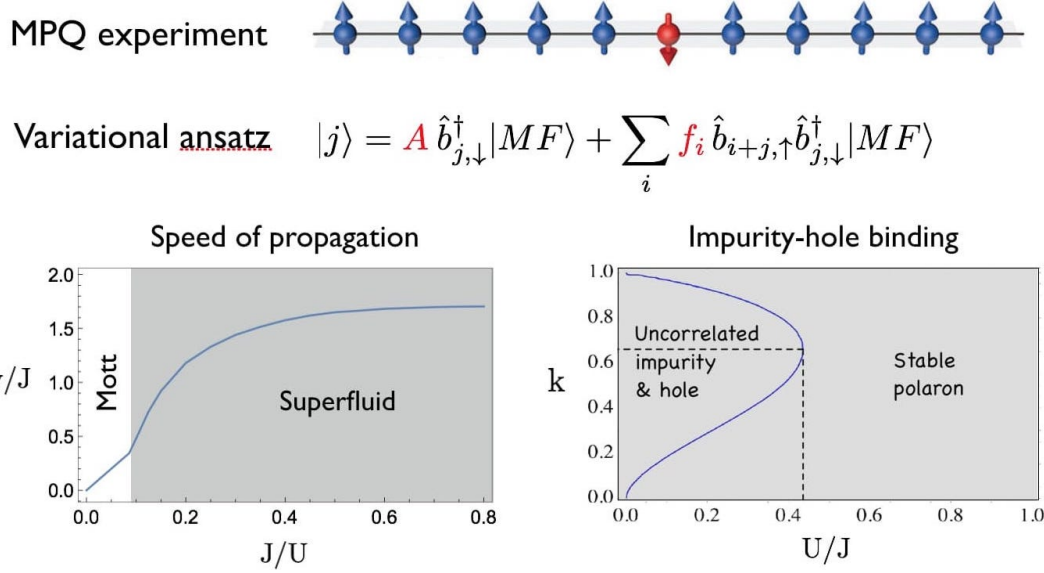 MPQ experiment
Variational ansatz |j⟩ = A b̂†_{j,↓}|MF⟩ + ∑_i f_i b̂_{i+j,↑} b̂†_{j,↓}|MF⟩
Speed of propagation
2.0
1.5
1.0
0.5
0.0
/J
Mott
Superfluid
0.0 0.2 0.4 0.6 0.8
J/U
Impurity-hole binding
1.0
0.8
0.6
0.4
0.2
0.0
k
Uncorrelated
impurity
& hole
Stable
polaron
0.0 0.2 0.4 0.6 0.8 1.0
U/J